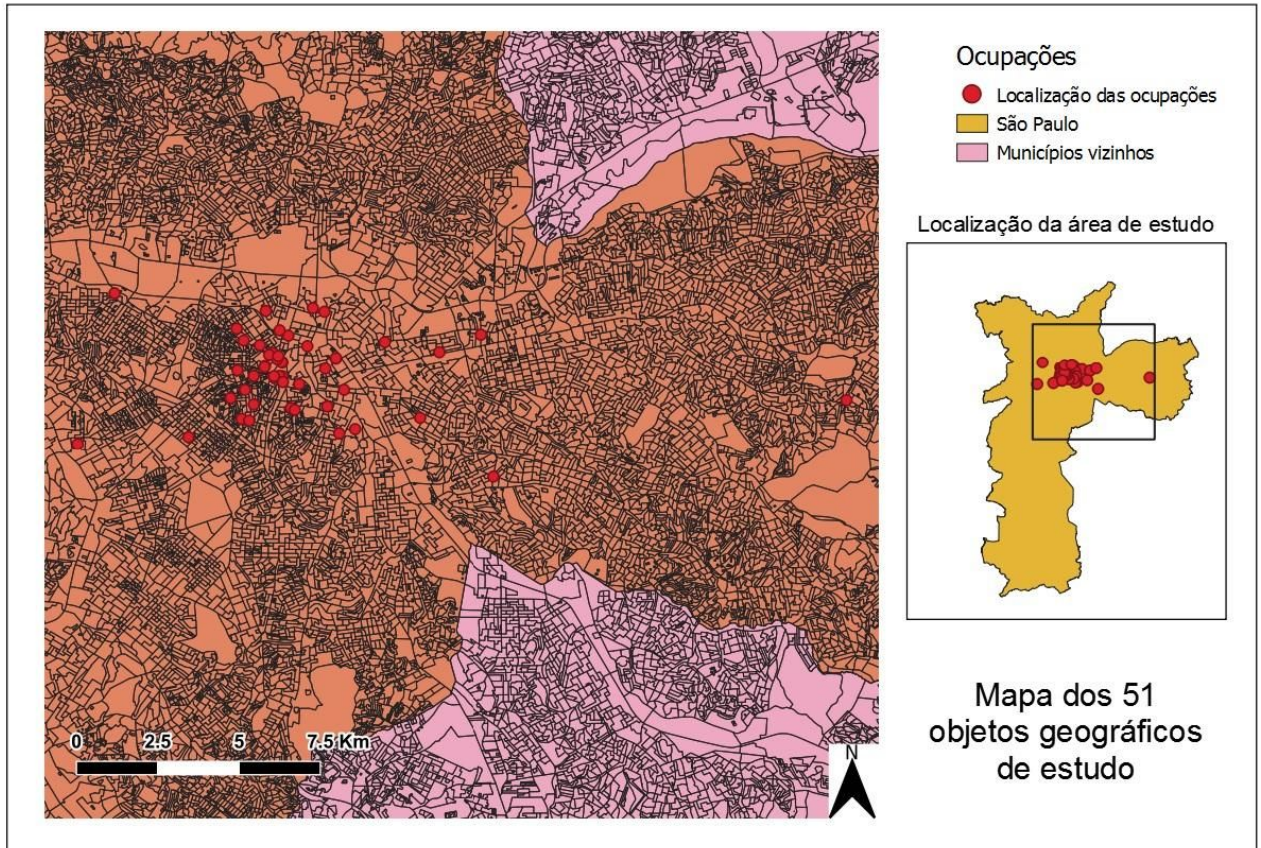 Ocupações
Localização das ocupações
São Paulo
Municípios vizinhos
Localização da área de estudo
Mapa dos 51
objetos geográficos
de estudo
0 2.5 5 7.5 Km
N